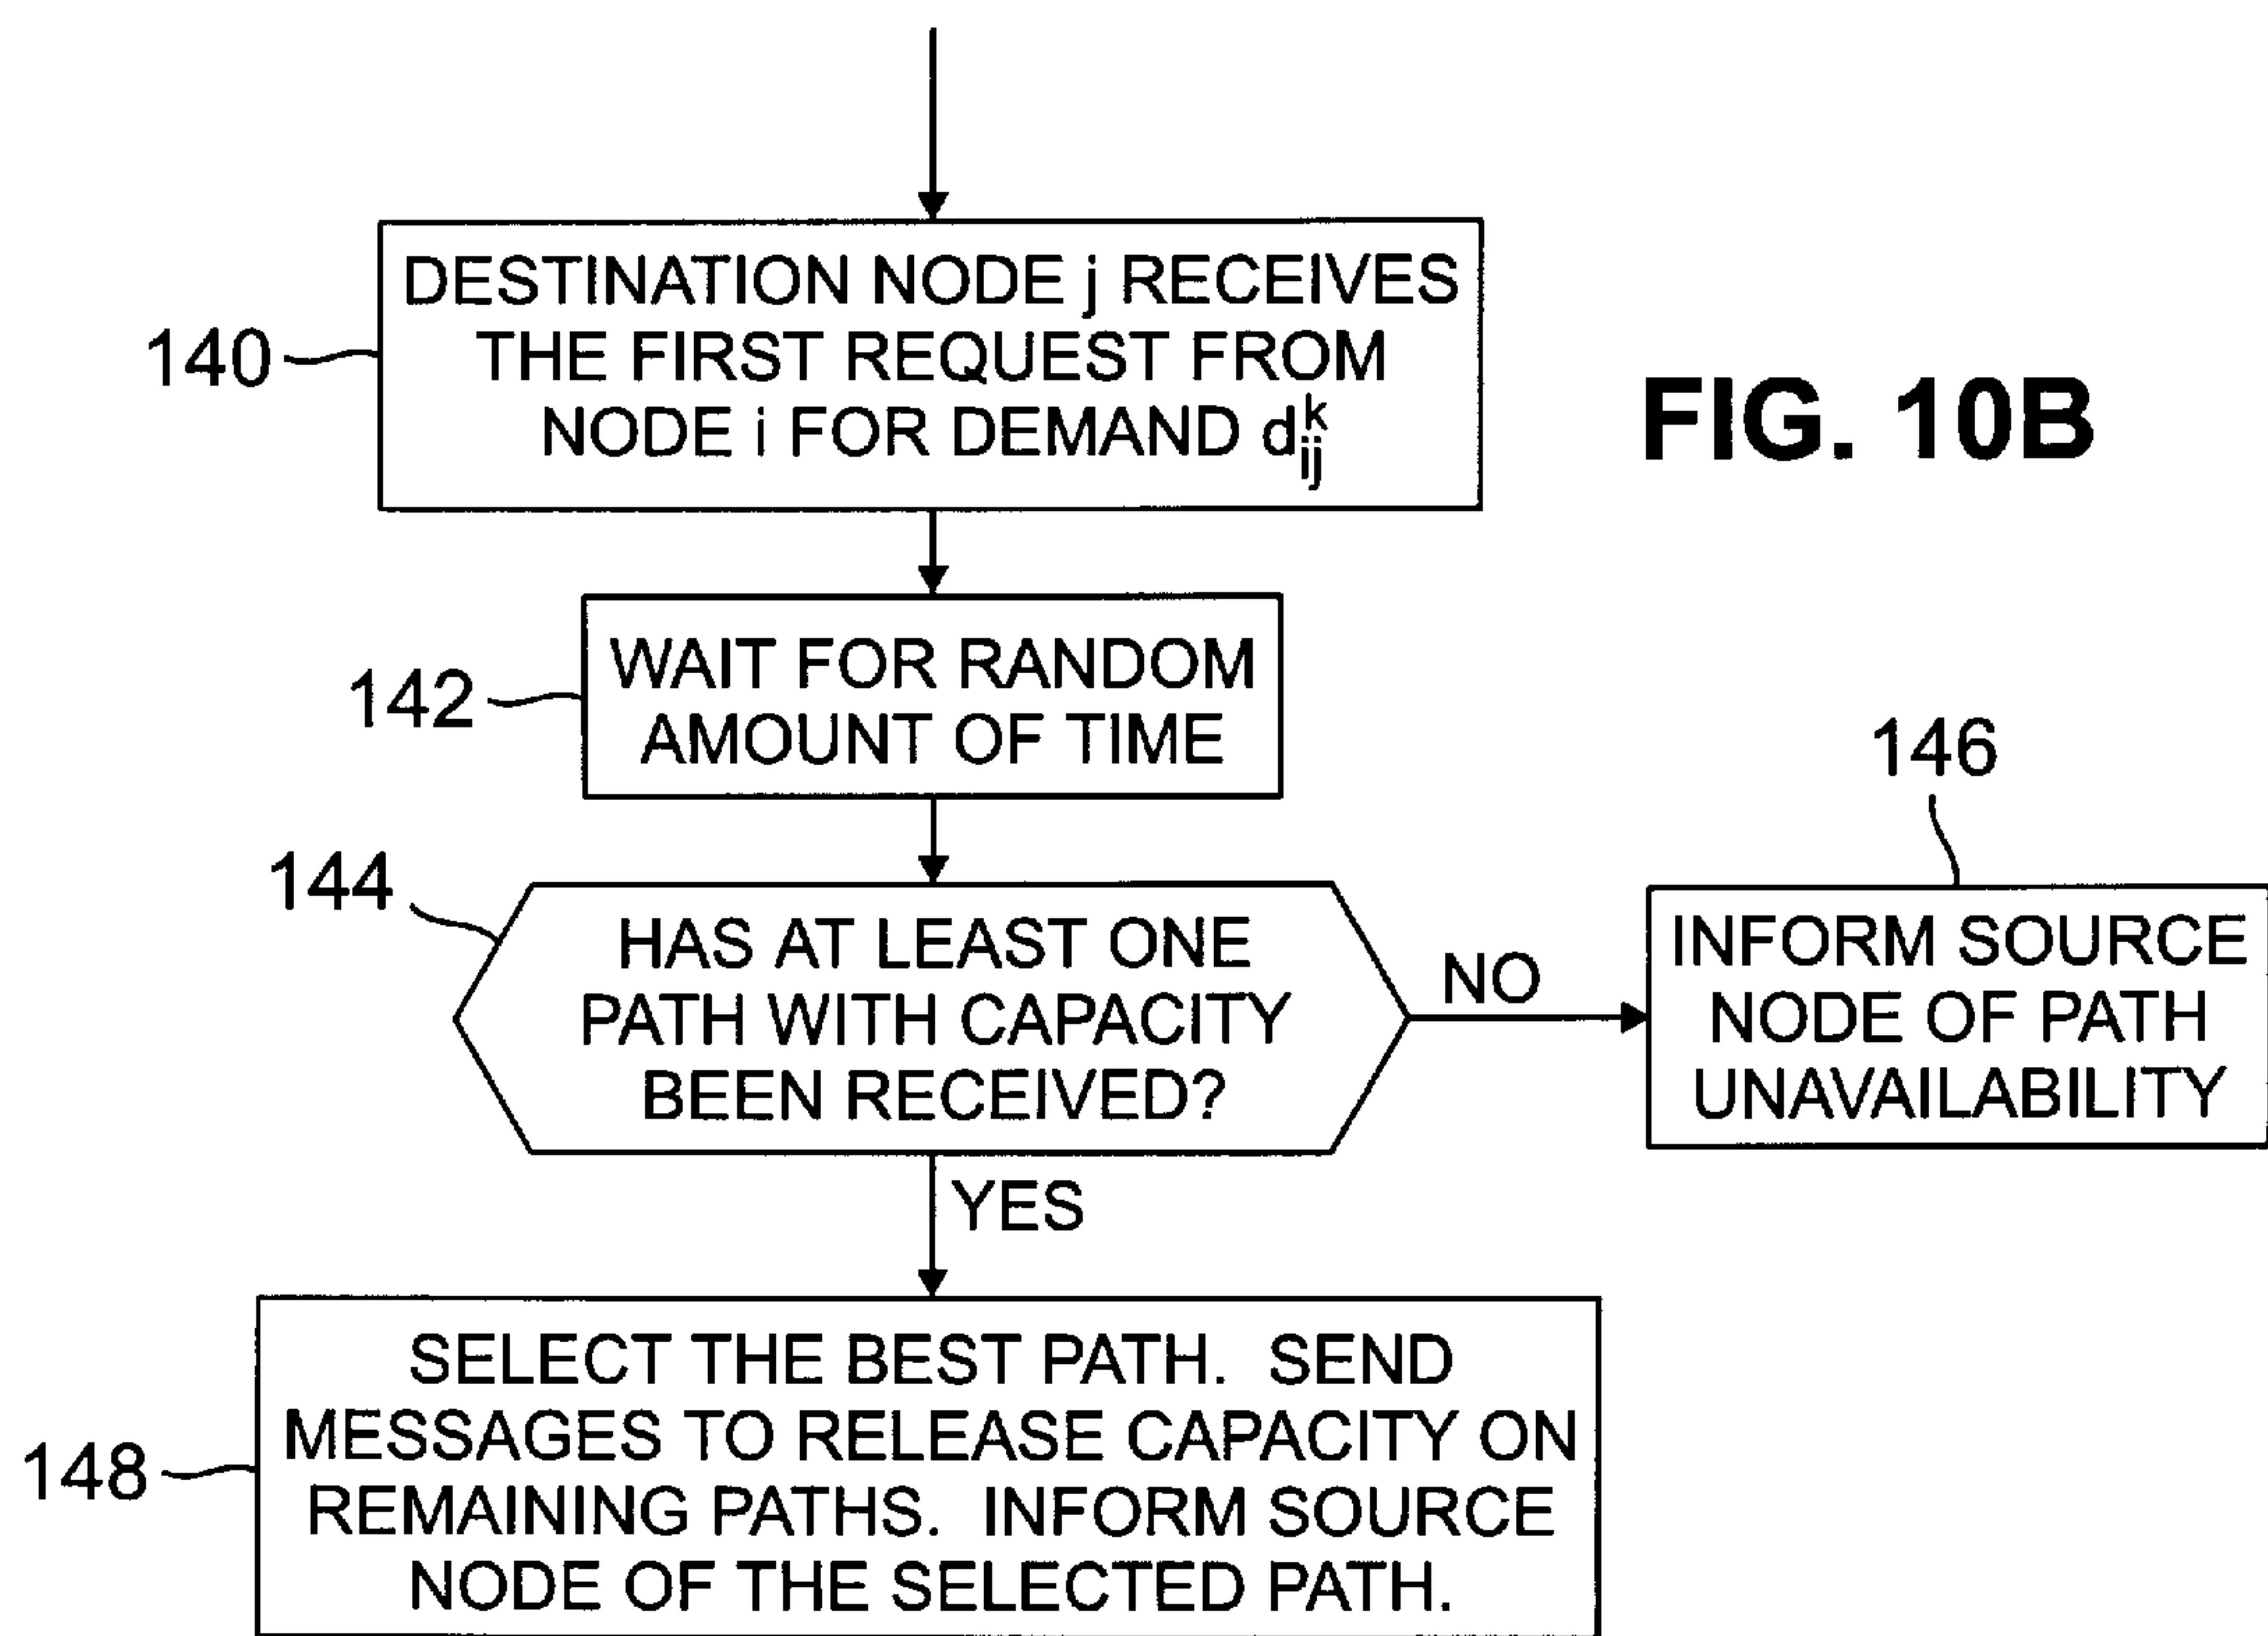 140
DESTINATION NODE j RECEIVES
THE FIRST REQUEST FROM
NODE i FOR DEMAND d^k_ij
FIG. 10B
142
WAIT FOR RANDOM
AMOUNT OF TIME
144
HAS AT LEAST ONE
PATH WITH CAPACITY
BEEN RECEIVED?
NO
146
INFORM SOURCE
NODE OF PATH
UNAVAILABILITY
YES
148
SELECT THE BEST PATH. SEND
MESSAGES TO RELEASE CAPACITY ON
REMAINING PATHS. INFORM SOURCE
NODE OF THE SELECTED PATH.